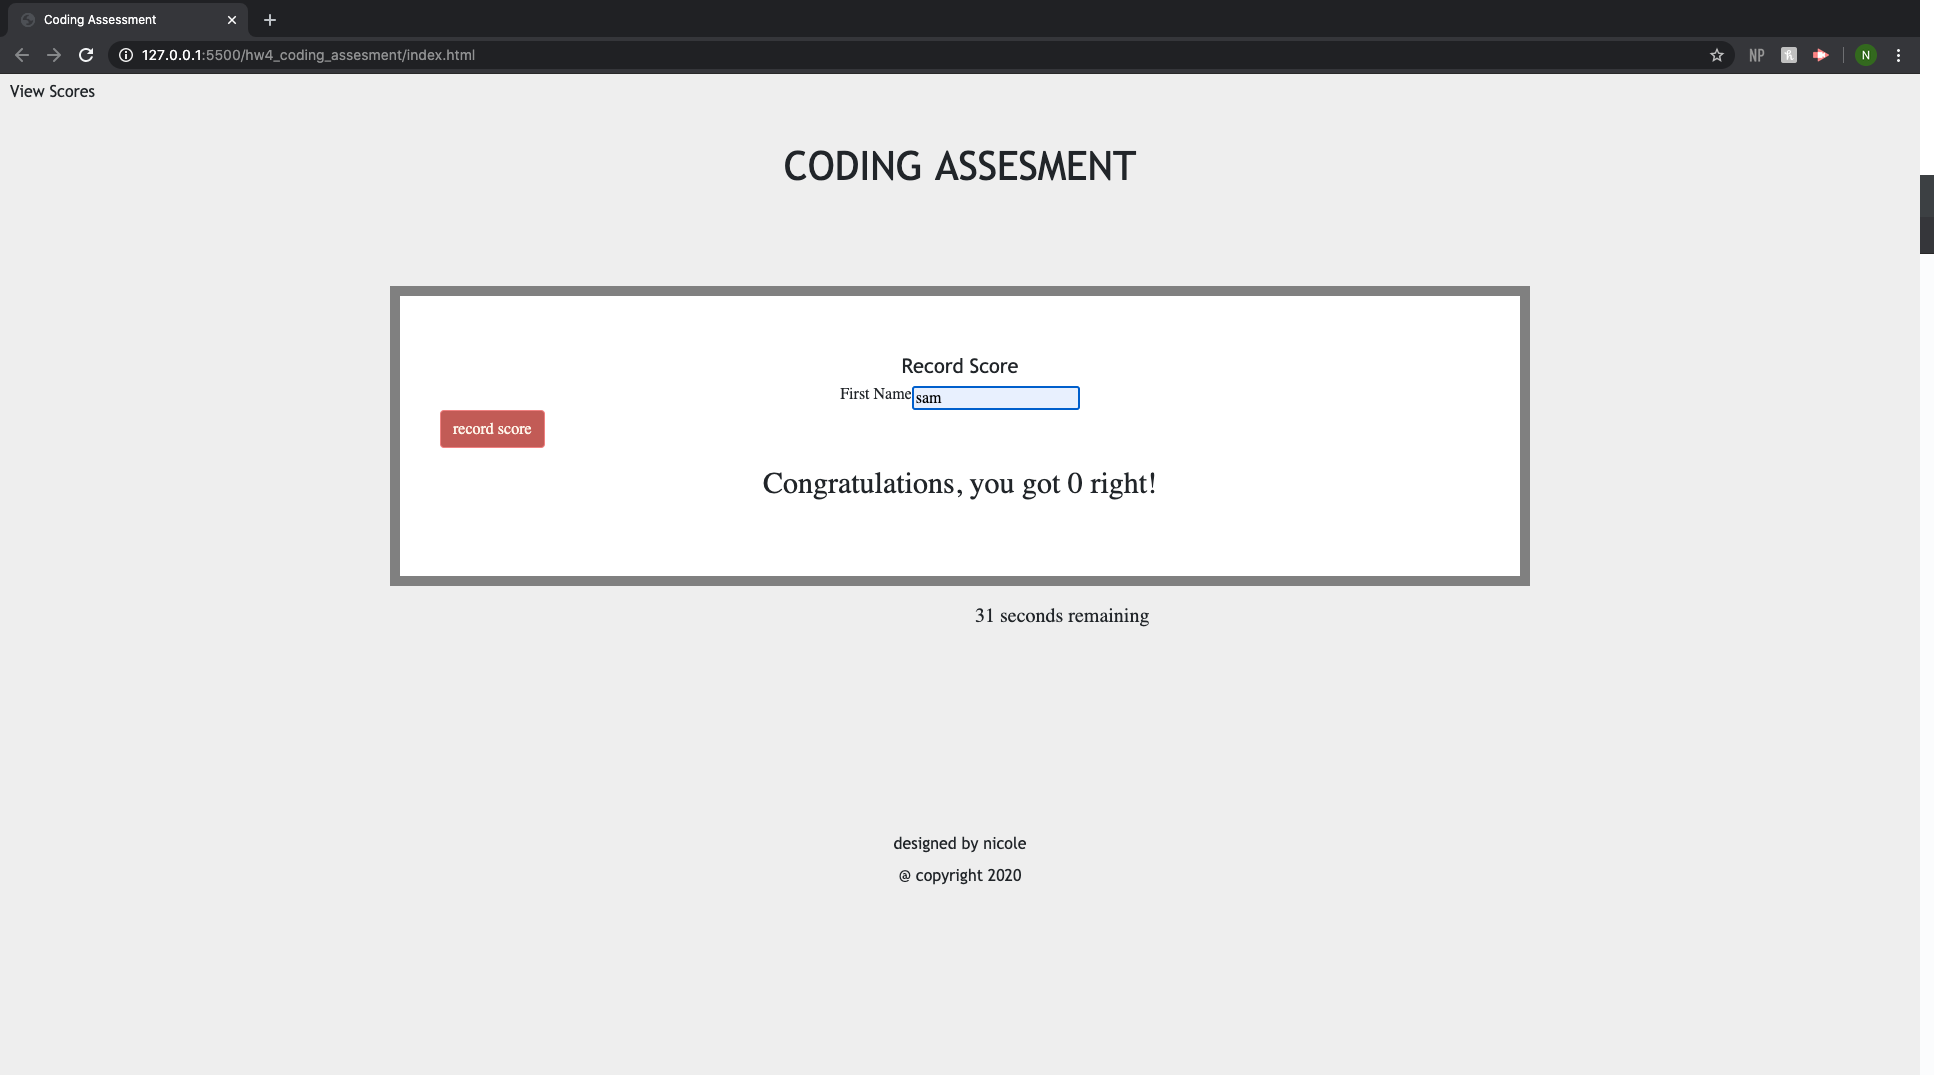 Coding Assessment
127.0.0.1:5500/hw4_coding_assesment/index.html
NP
N
View Scores
CODING ASSESMENT
Record Score
First Name sam
record score
Congratulations, you got 0 right!
31 seconds remaining
designed by nicole
@ copyright 2020